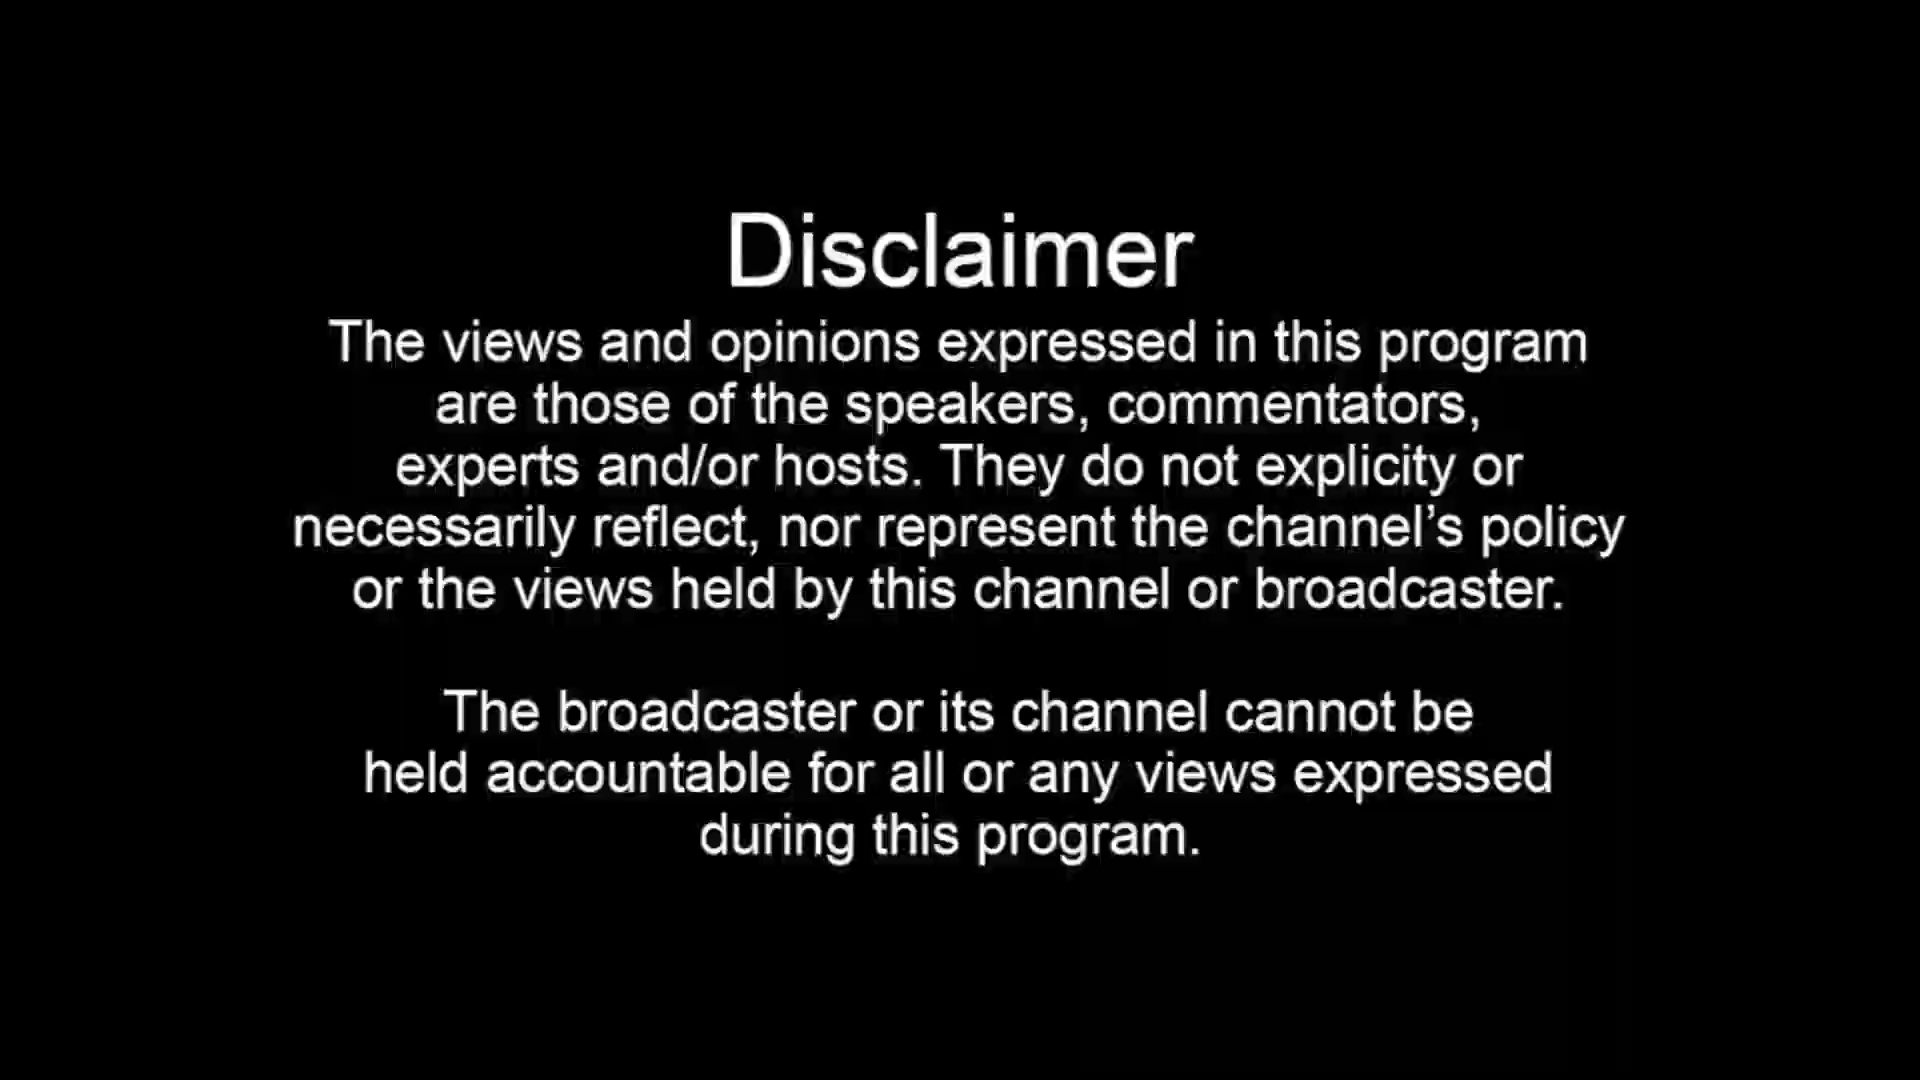 Disclaimer
The views and opinions expressed in this program
are those of the speakers, commentators,
experts and/or hosts. They do not explicity or
necessarily reflect, nor represent the channel's policy
or the views held by this channel or broadcaster.
The broadcaster or its channel cannot be
held accountable for all or any views expressed
during this program.